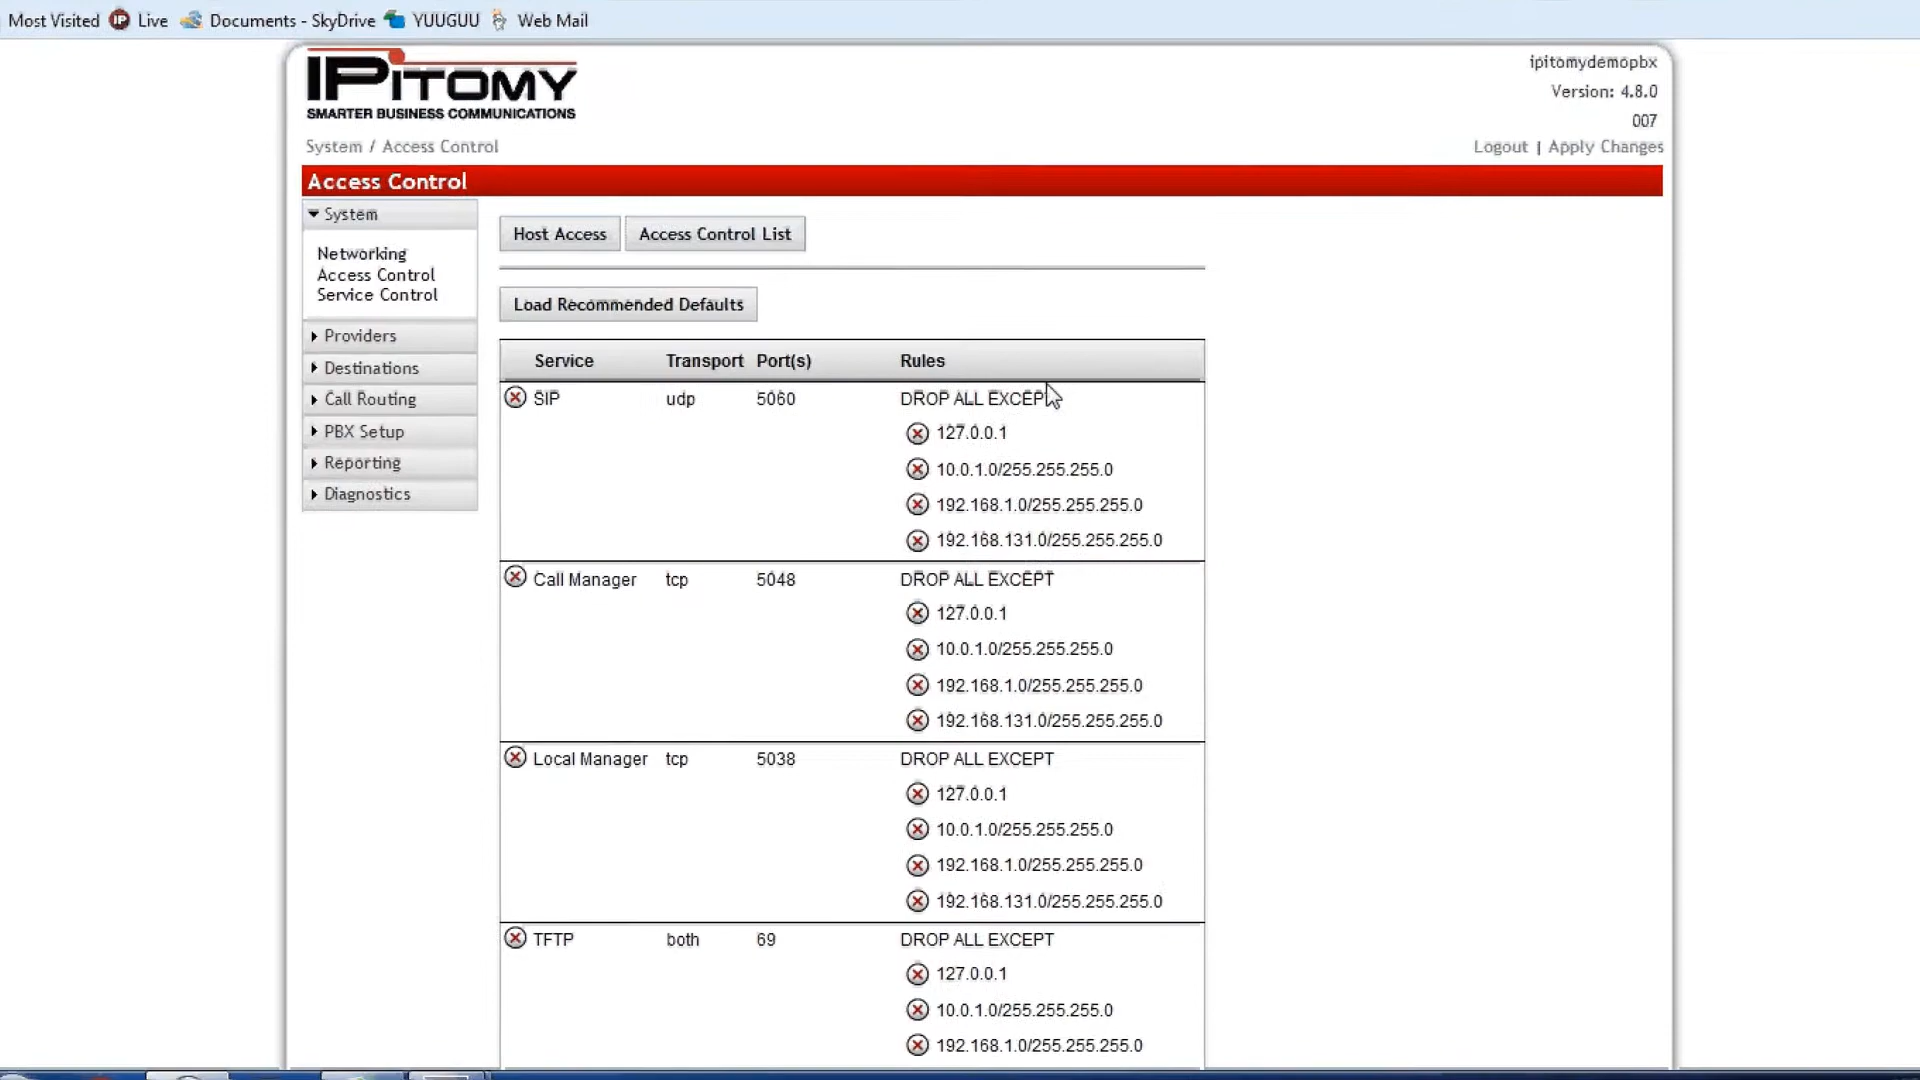 Most Visited Live Documents - SkyDrive YUUGUU Web Mail
IPITOMY
SMARTER BUSINESS COMMUNICATIONS
ipitomydemopbx
Version: 4.8.0
007
System / Access Control
Logout | Apply Changes
Access Control
System
Networking
Access Control
Service Control
Providers
Destinations
Call Routing
PBX Setup
Reporting
Diagnostics
Host Access Access Control List
Load Recommended Defaults
Service Transport Port(s) Rules
SIP udp 5060 DROP ALL EXCEPT
127.0.0.1
10.0.1.0/255.255.255.0
192.168.1.0/255.255.255.0
192.168.131.0/255.255.255.0
Call Manager tcp 5048 DROP ALL EXCEPT
127.0.0.1
10.0.1.0/255.255.255.0
192.168.1.0/255.255.255.0
192.168.131.0/255.255.255.0
Local Manager tcp 5038 DROP ALL EXCEPT
127.0.0.1
10.0.1.0/255.255.255.0
192.168.1.0/255.255.255.0
192.168.131.0/255.255.255.0
TFTP both 69 DROP ALL EXCEPT
127.0.0.1
10.0.1.0/255.255.255.0
192.168.1.0/255.255.255.0